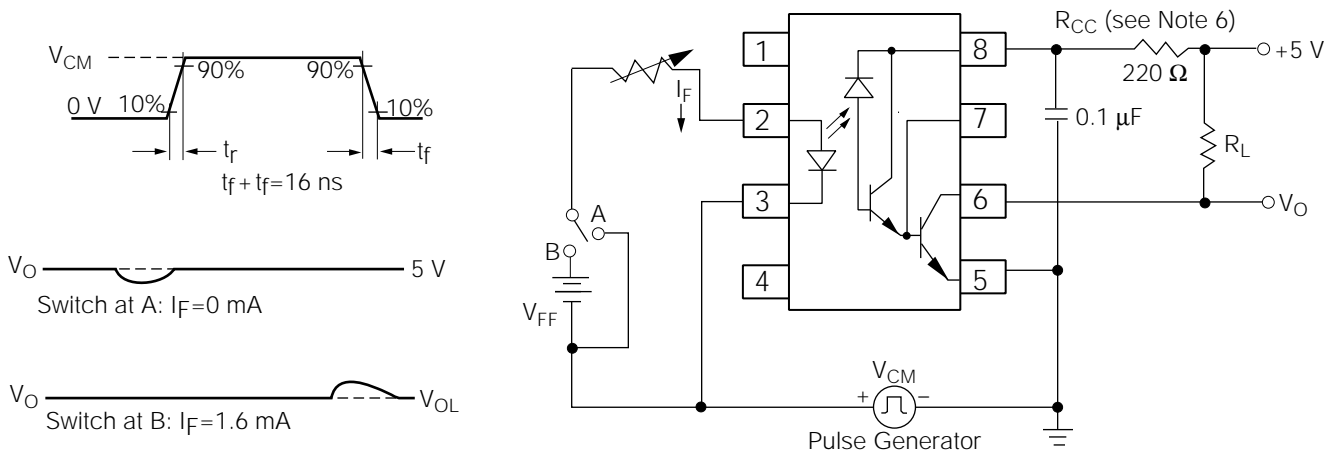 V_CM
90% 90%
0 V 10% 10%
t_r t_f
t_f + t_f=16 ns
V_O 5 V
Switch at A: I_F=0 mA
V_O V_OL
Switch at B: I_F=1.6 mA
I_F
A
B
V_FF
1
2
3
4
8
7
6
5
R_CC (see Note 6)
220 Ω
+5 V
0.1 μF
R_L
V_O
V_CM
+ −
Pulse Generator